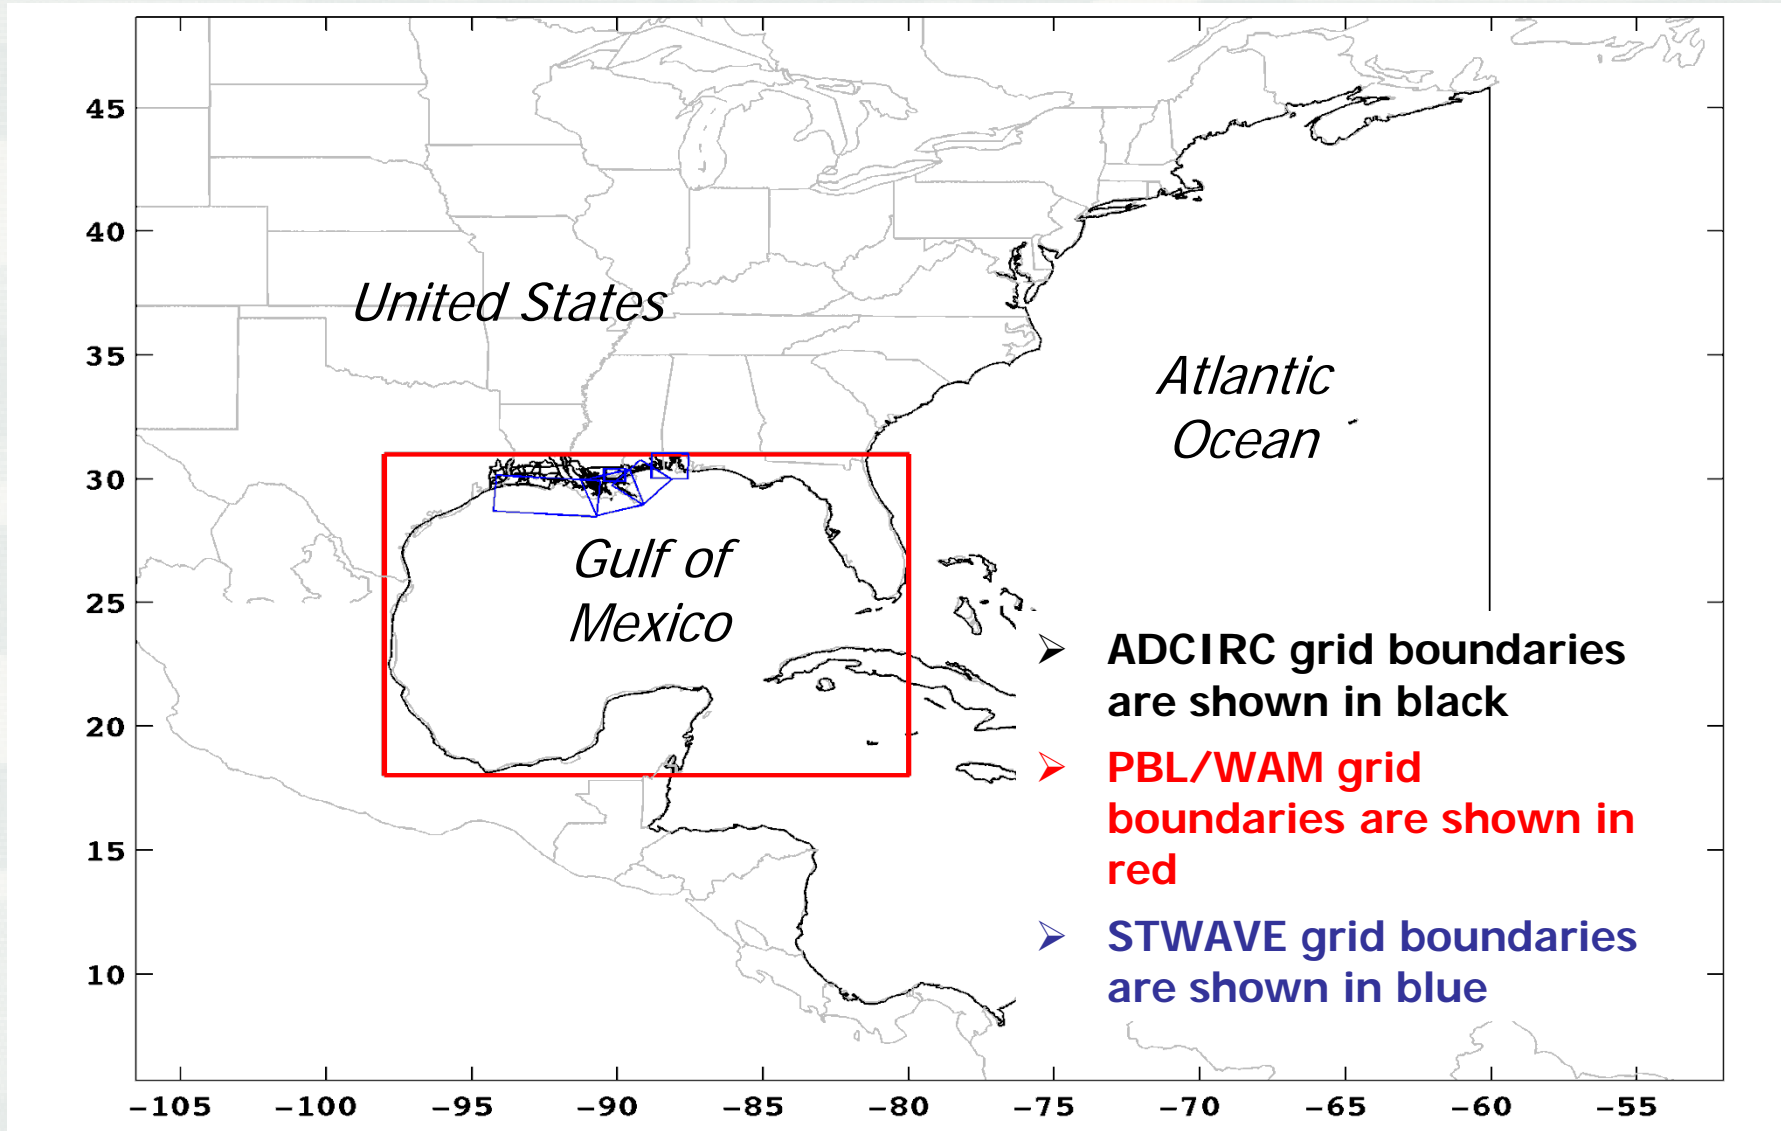 45
40
35
30
25
20
15
10
United States
Atlantic
Ocean
Gulf of
Mexico
ADCIRC grid boundaries
are shown in black
PBL/WAM grid
boundaries are shown in
red
STWAVE grid boundaries
are shown in blue
−105 −100 −95 −90 −85 −80 −75 −70 −65 −60 −55